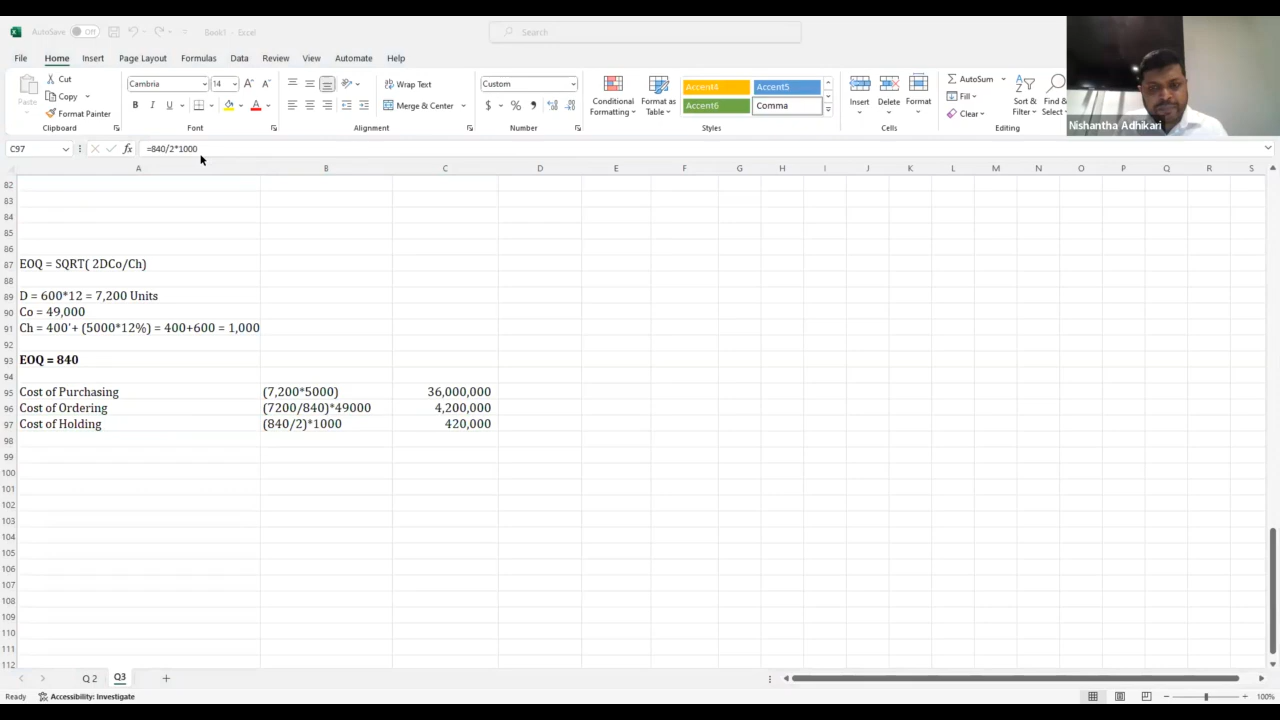 AutoSave Off Book1 - Excel Search
File Home Insert Page Layout Formulas Data Review View Automate Help
Paste Cut Copy Format Painter Clipboard
Cambria 14 B I U Font
Wrap Text Merge & Center Alignment
Custom $ % Number
Conditional Formatting Format as Table
Accent4 Accent5 Accent6 Comma Styles
Insert Delete Format Cells
AutoSum Fill Clear Sort & Filter Find & Select Editing
Nishantha Adhikari
C97 fx =840/2*1000
A B C D E F G H I J K L M N O P Q R S
82
83
84
85
86
87 EOQ = SQRT( 2DCo/Ch)
88
89 D = 600*12 = 7,200 Units
90 Co = 49,000
91 Ch = 400`+ (5000*12%) = 400+600 = 1,000
92
93 EOQ = 840
94
95 Cost of Purchasing (7,200*5000) 36,000,000
96 Cost of Ordering (7200/840)*49000 4,200,000
97 Cost of Holding (840/2)*1000 420,000
98
99
100
101
102
103
104
105
106
107
108
109
110
111
112
Q 2 Q3
Ready Accessibility: Investigate 100%